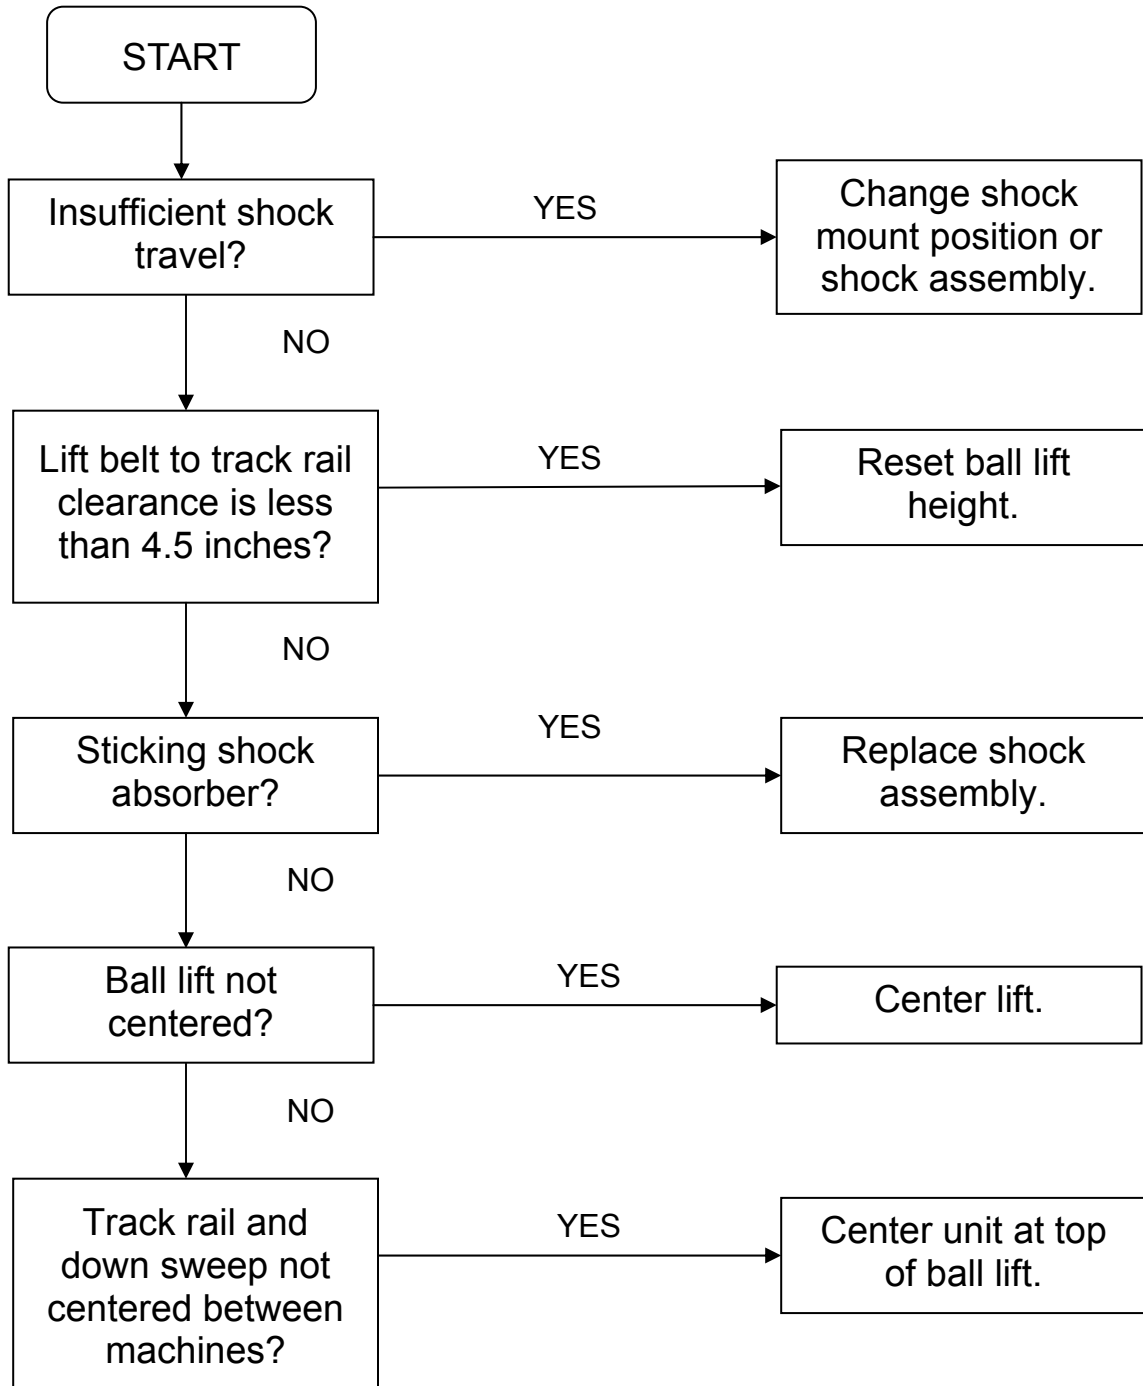 START
Insufficient shock
travel?
YES
Change shock
mount position or
shock assembly.
NO
Lift belt to track rail
clearance is less
than 4.5 inches?
YES
Reset ball lift
height.
NO
Sticking shock
absorber?
YES
Replace shock
assembly.
NO
Ball lift not
centered?
YES
Center lift.
NO
Track rail and
down sweep not
centered between
machines?
YES
Center unit at top
of ball lift.